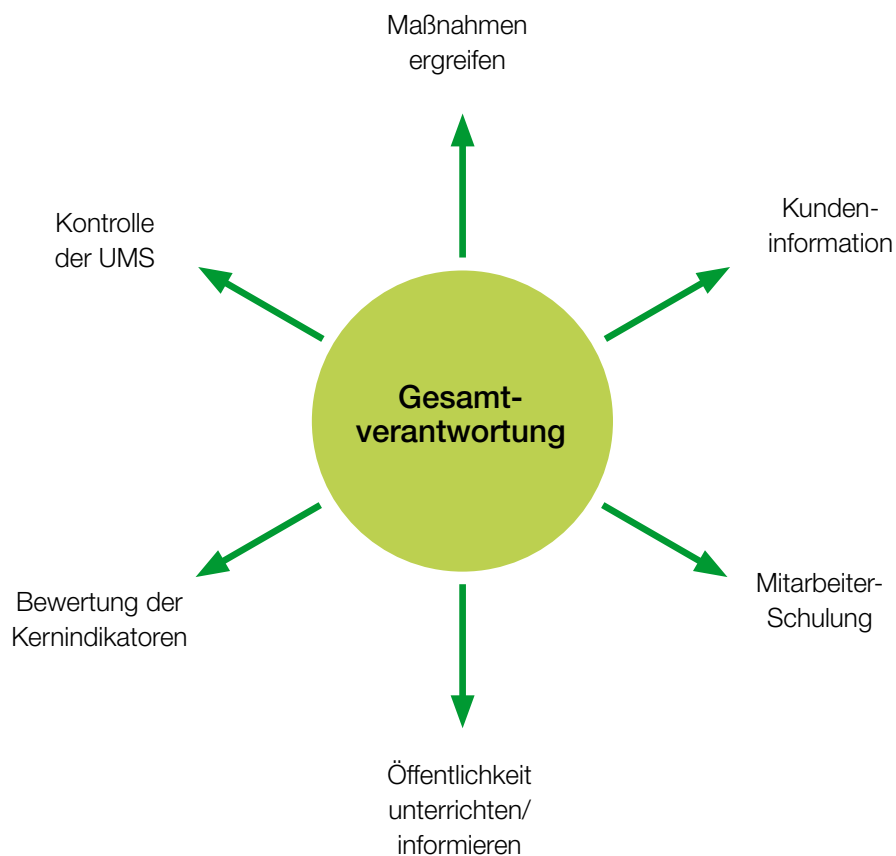 Maßnahmen
ergreifen
Kunden-
information
Kontrolle
der UMS
Gesamt-
verantwortung
Mitarbeiter-
Schulung
Bewertung der
Kernindikatoren
Öffentlichkeit
unterrichten/
informieren